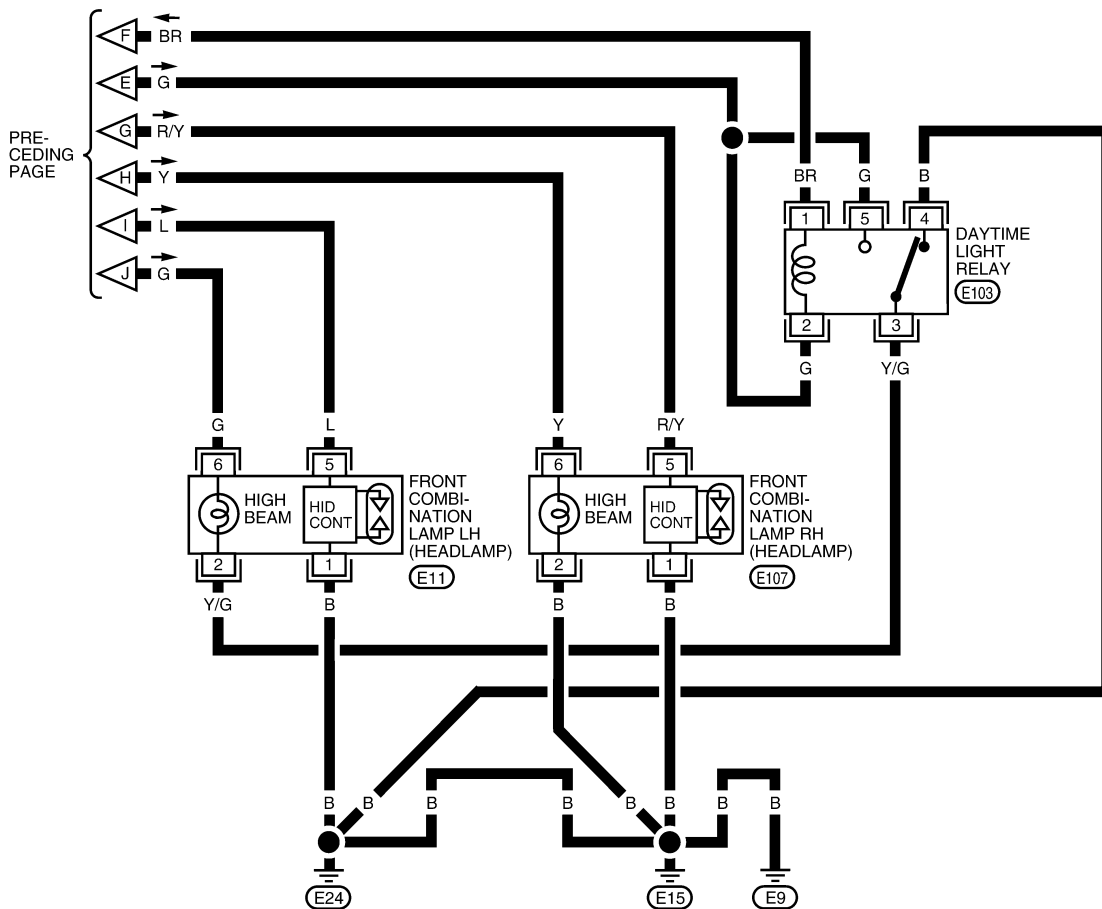 F BR
E G
G R/Y
H Y
I L
J G
PRE-
CEDING
PAGE
BR G B
1 5 4
DAYTIME
LIGHT
RELAY
E103
2 3
G Y/G
G L Y R/Y
6 5 6 5
HIGH
BEAM
HID
CONT
FRONT
COMBI-
NATION
LAMP LH
(HEADLAMP)
E11
HIGH
BEAM
HID
CONT
FRONT
COMBI-
NATION
LAMP RH
(HEADLAMP)
E107
2 1 2 1
Y/G B B B
B B B B B B B B
E24 E15 E9